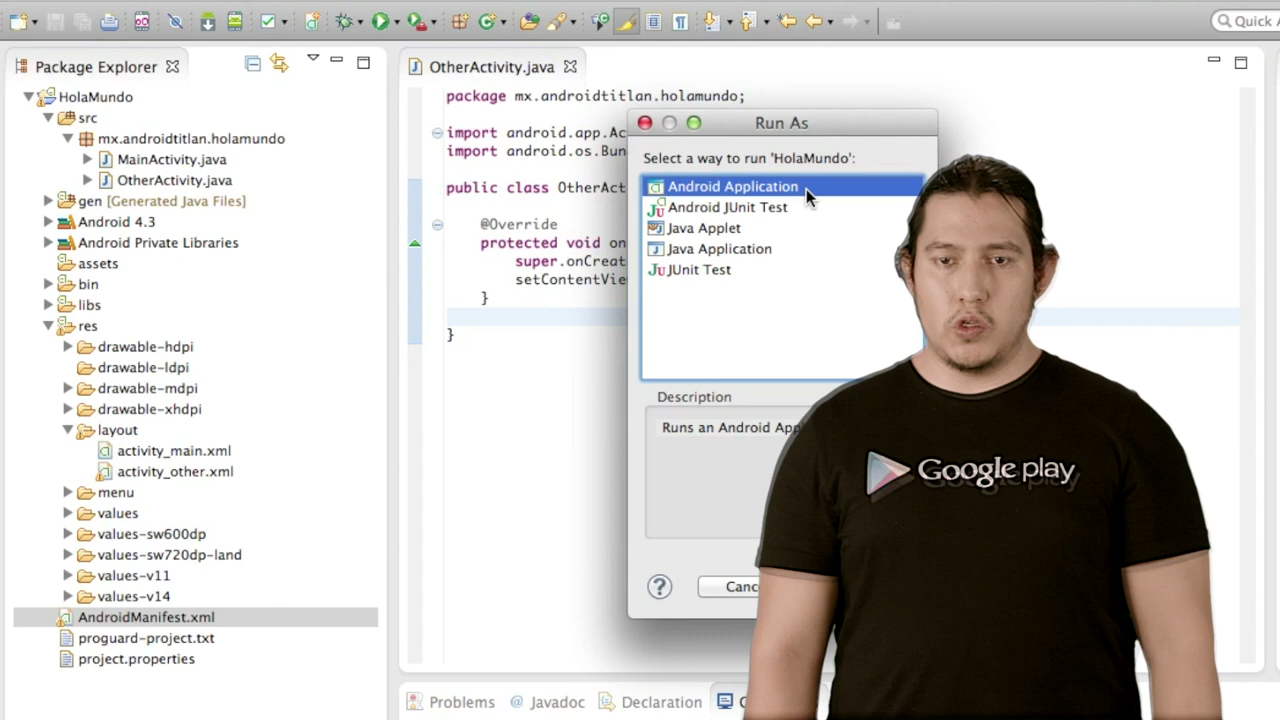 Quick A
Package Explorer
HolaMundo
src
mx.androidtitlan.holamundo
MainActivity.java
OtherActivity.java
gen [Generated Java Files]
Android 4.3
Android Private Libraries
assets
bin
libs
res
drawable-hdpi
drawable-ldpi
drawable-mdpi
drawable-xhdpi
layout
activity_main.xml
activity_other.xml
menu
values
values-sw600dp
values-sw720dp-land
values-v11
values-v14
AndroidManifest.xml
proguard-project.txt
project.properties
OtherActivity.java
package mx.androidtitlan.holamundo;
import android.app.Ac
import android.os.Bun
public class OtherAct
@Override
protected void on
super.onCreat
setContentVie
}
}
Run As
Select a way to run 'HolaMundo':
Android Application
Android JUnit Test
Java Applet
Java Application
JUnit Test
Description
Runs an Android App
Canc
Google play
Problems
Javadoc
Declaration